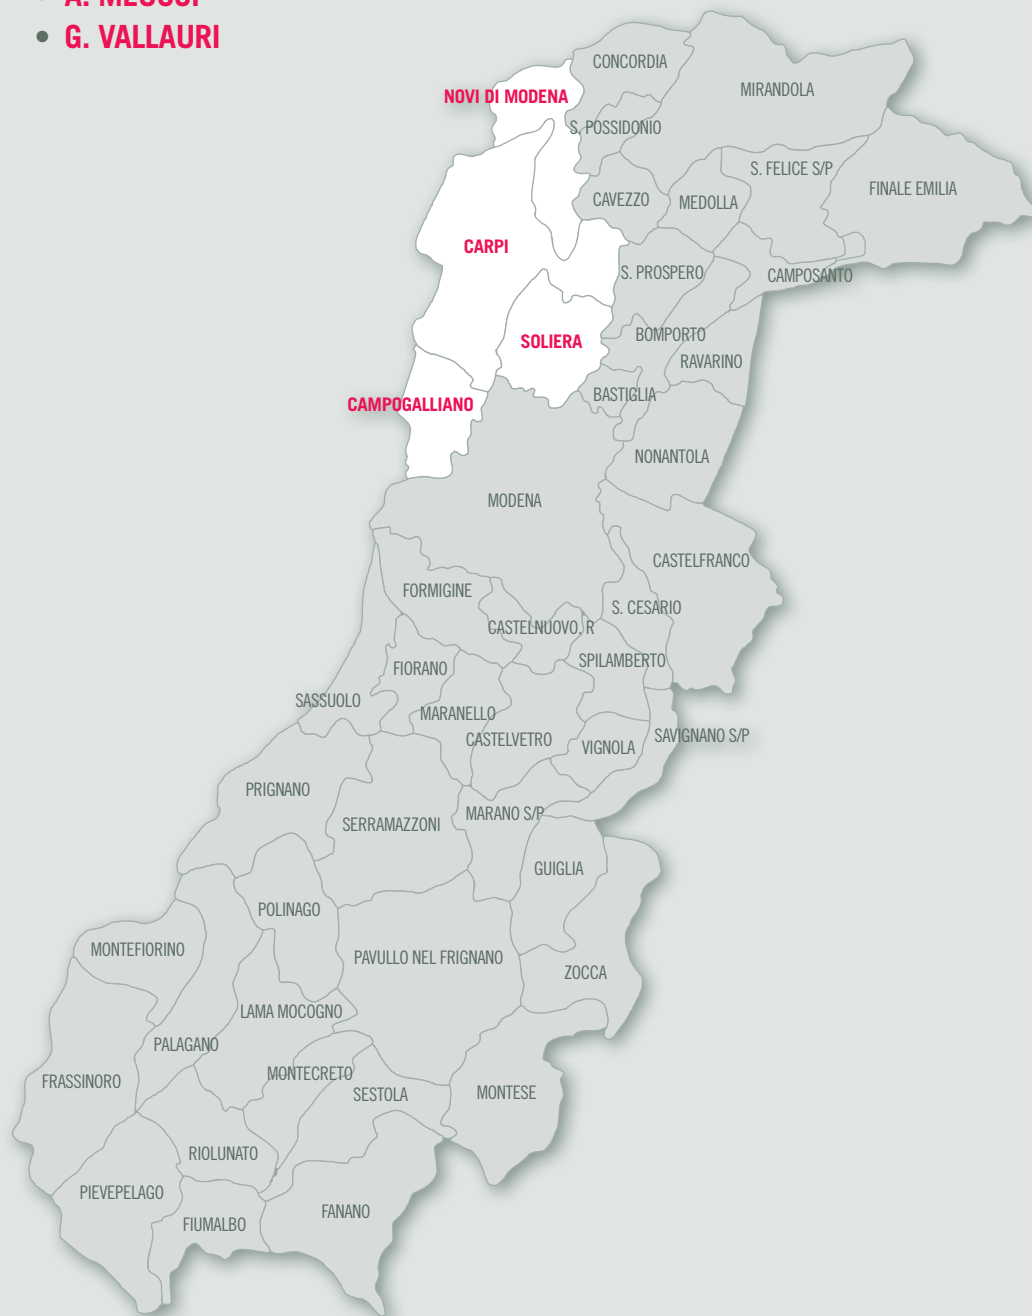 • A. MEUCCI
• G. VALLAURI
CONCORDIA
MIRANDOLA
NOVI DI MODENA
S. POSSIDONIO
S. FELICE S/P
FINALE EMILIA
CAVEZZO
MEDOLLA
CARPI
S. PROSPERO
CAMPOSANTO
BOMPORTO
SOLIERA
RAVARINO
BASTIGLIA
CAMPOGALLIANO
NONANTOLA
MODENA
CASTELFRANCO
FORMIGINE
S. CESARIO
CASTELNUOVO. R
SPILAMBERTO
FIORANO
SASSUOLO
MARANELLO
CASTELVETRO
VIGNOLA
SAVIGNANO S/P
PRIGNANO
MARANO S/P
SERRAMAZZONI
GUIGLIA
POLINAGO
MONTEFIORINO
PAVULLO NEL FRIGNANO
ZOCCA
LAMA MOCOGNO
PALAGANO
MONTECRETO
FRASSINORO
SESTOLA
MONTESE
RIOLUNATO
PIEVEPELAGO
FANANO
FIUMALBO